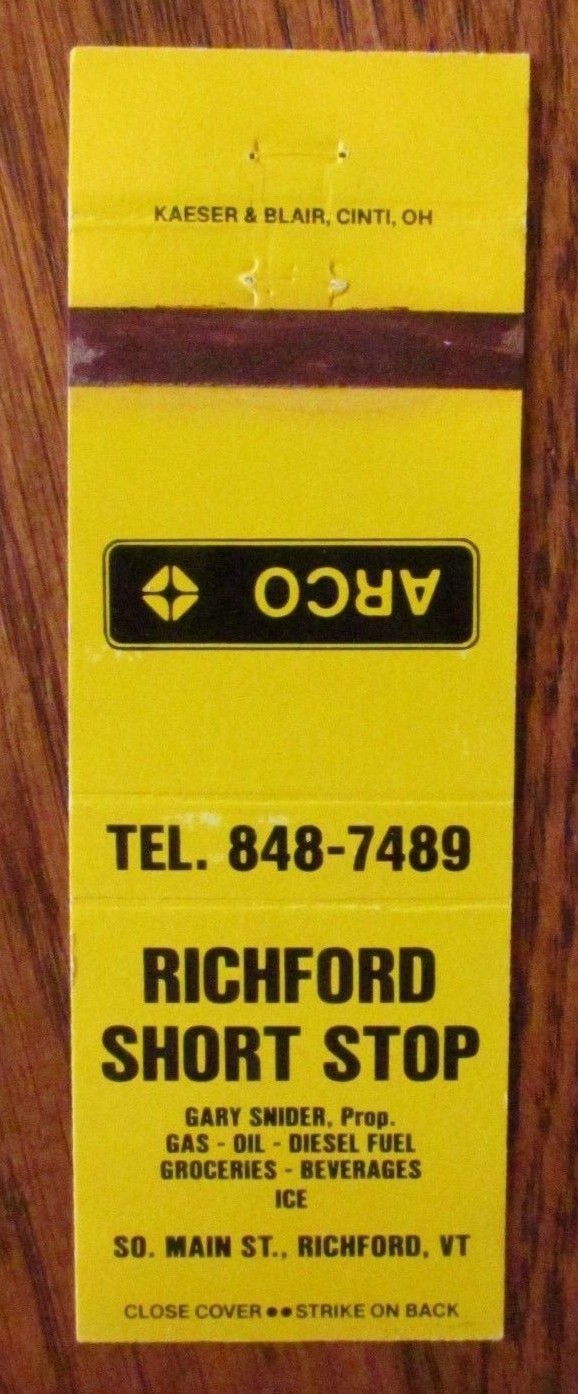 KAESER & BLAIR, CINTI, OH
ARCO
TEL. 848-7489
RICHFORD
SHORT STOP
GARY SNIDER, Prop.
GAS - OIL - DIESEL FUEL
GROCERIES - BEVERAGES
ICE
SO. MAIN ST., RICHFORD, VT
CLOSE COVER ●● STRIKE ON BACK